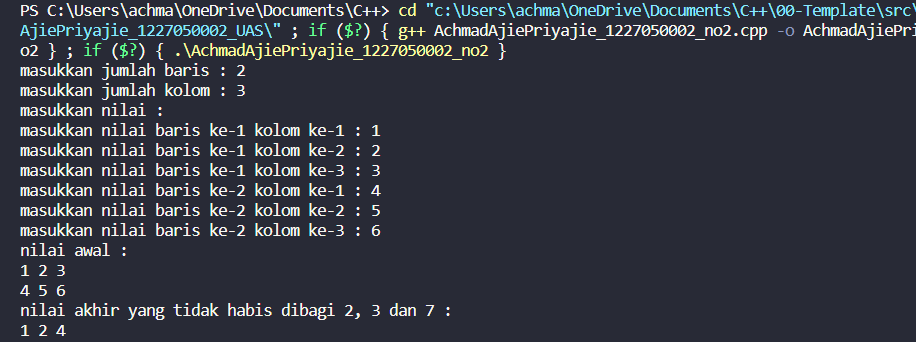 PS C:\Users\achma\OneDrive\Documents\C++> cd "c:\Users\achma\OneDrive\Documents\C++\00-Template\src\
AjiePriyajie_1227050002_UAS\" ; if ($?) { g++ AchmadAjiePriyajie_1227050002_no2.cpp -o AchmadAjiePri
o2 } ; if ($?) { .\AchmadAjiePriyajie_1227050002_no2 }
masukkan jumlah baris : 2
masukkan jumlah kolom : 3
masukkan nilai :
masukkan nilai baris ke-1 kolom ke-1 : 1
masukkan nilai baris ke-1 kolom ke-2 : 2
masukkan nilai baris ke-1 kolom ke-3 : 3
masukkan nilai baris ke-2 kolom ke-1 : 4
masukkan nilai baris ke-2 kolom ke-2 : 5
masukkan nilai baris ke-2 kolom ke-3 : 6
nilai awal :
1 2 3
4 5 6
nilai akhir yang tidak habis dibagi 2, 3 dan 7 :
1 2 4